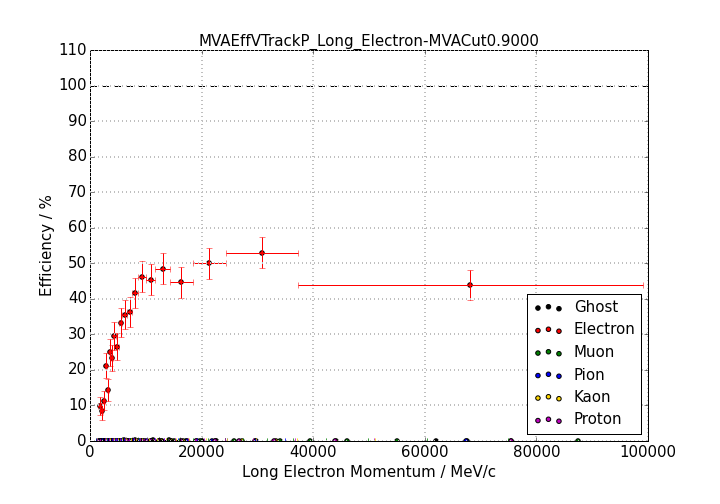 MVAEffVTrackP_Long_Electron-MVACut0.9000
110
100
90
80
70
60
50
40
30
20
10
0
Efficiency / %
Ghost
Electron
Muon
Pion
Kaon
Proton
0 20000 40000 60000 80000 100000
Long Electron Momentum / MeV/c